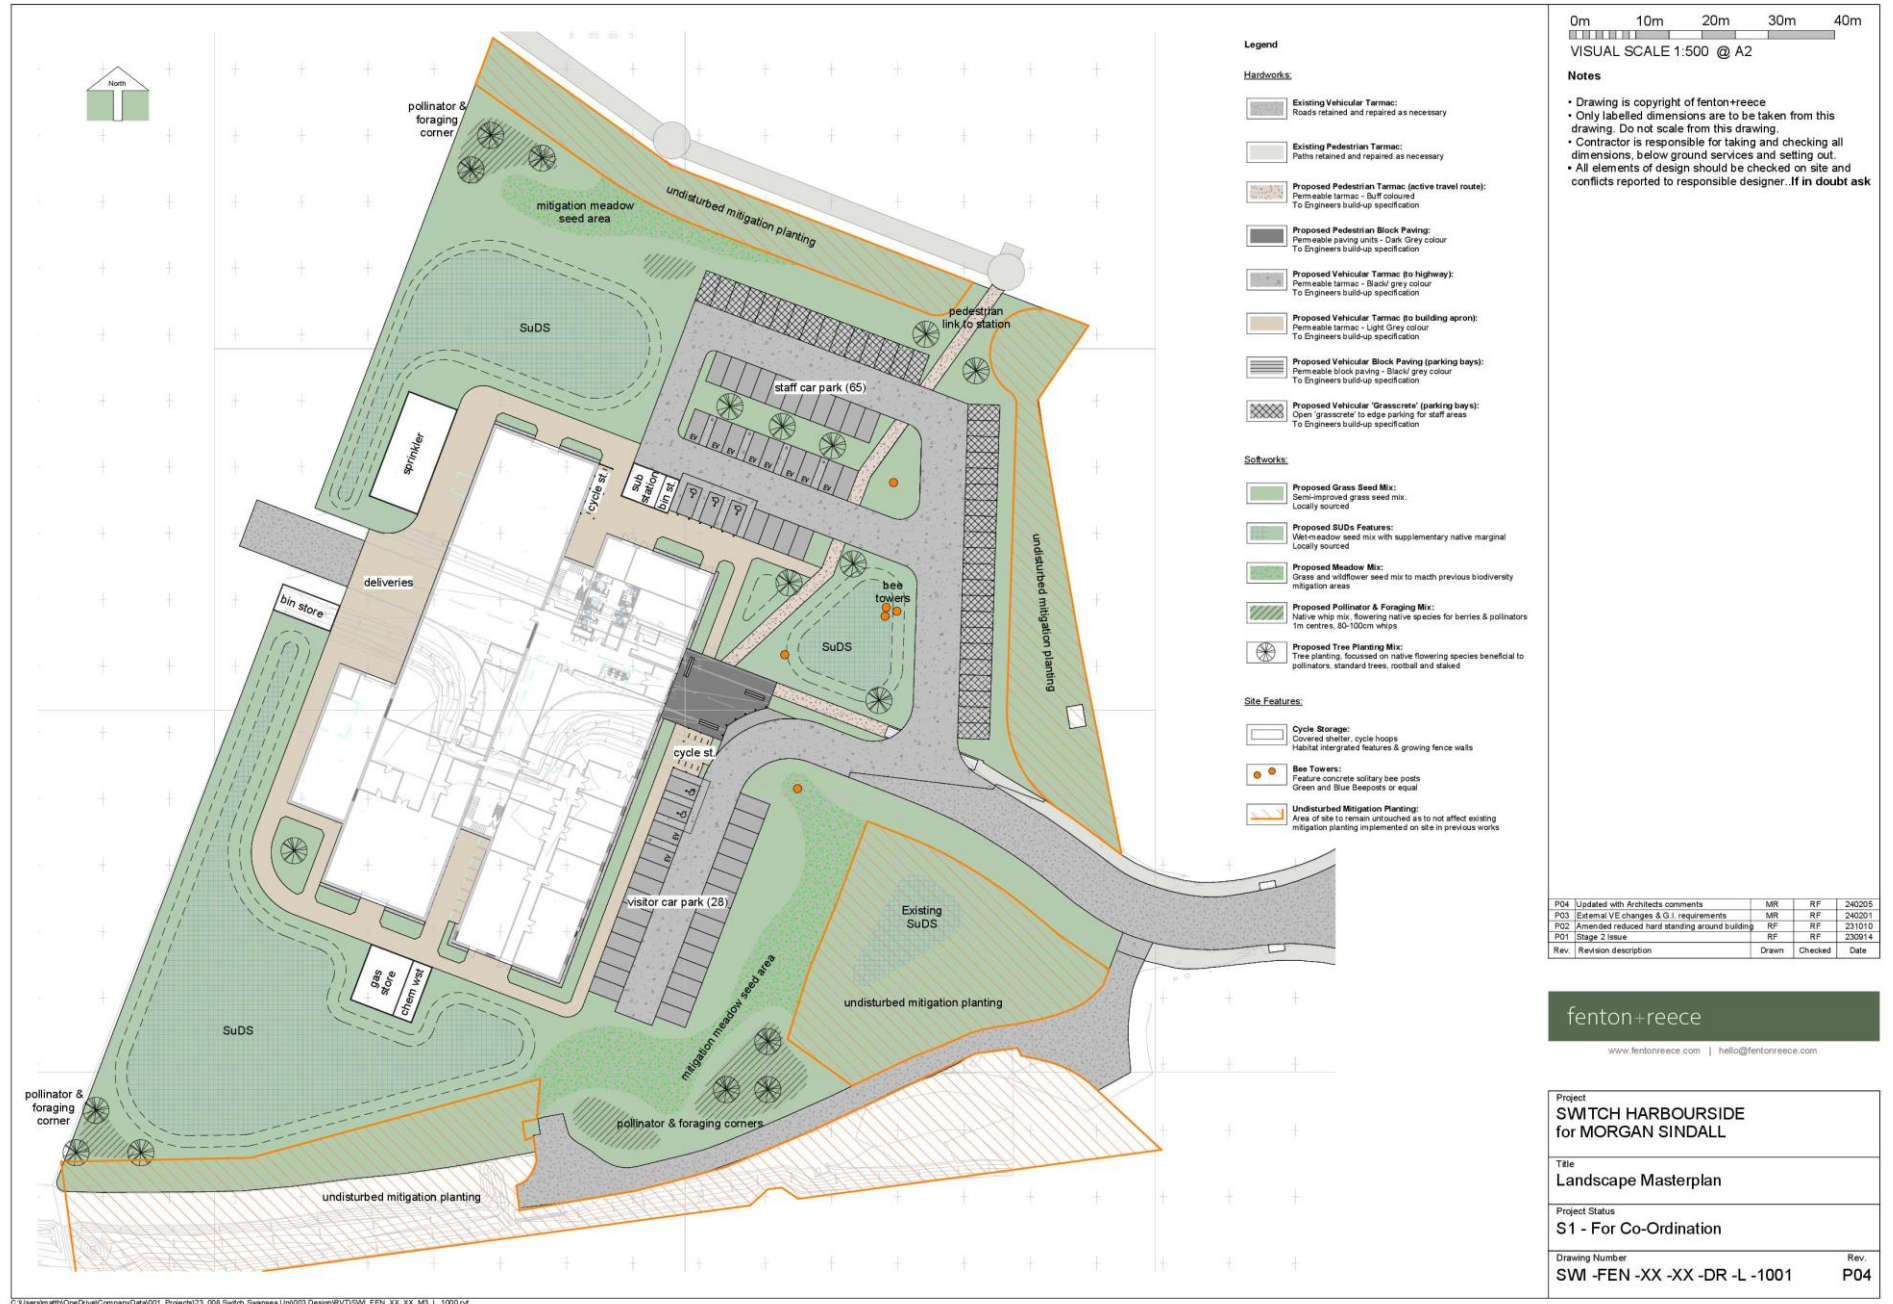 North
pollinator &
foraging
corner
mitigation meadow
seed area
undisturbed mitigation planting
SuDS
pedestrian
link to station
staff car park (65)
EV
EV
EV
EV
EV
EV
EV
sprinkler
cycle st.
sub
station
bin st.
deliveries
bin store
bee
towers
SuDS
undisturbed mitigation planting
cycle st.
EV
EV
visitor car park (28)
Existing
SuDS
undisturbed mitigation planting
mitigation meadow seed area
gas
store
chem wst
SuDS
pollinator &
foraging
corner
pollinator & foraging corners
undisturbed mitigation planting
Legend
Hardworks:
Existing Vehicular Tarmac:
Roads retained and repaired as necessary
Existing Pedestrian Tarmac:
Paths retained and repaired as necessary
Proposed Pedestrian Tarmac (active travel route):
Permeable tarmac - Buff coloured
To Engineers build-up specification
Proposed Pedestrian Block Paving:
Permeable paving units - Dark Grey colour
To Engineers build-up specification
Proposed Vehicular Tarmac (to highway):
Permeable tarmac - Black/ grey colour
To Engineers build-up specification
Proposed Vehicular Tarmac (to building apron):
Permeable tarmac - Light Grey colour
To Engineers build-up specification
Proposed Vehicular Block Paving (parking bays):
Permeable block paving - Black/ grey colour
To Engineers build-up specification
Proposed Vehicular 'Grasscrete' (parking bays):
Open 'grasscrete' to edge parking for staff areas
To Engineers build-up specification
Softworks:
Proposed Grass Seed Mix:
Semi-improved grass seed mix.
Locally sourced
Proposed SUDs Features:
Wet-meadow seed mix with supplementary native marginal
Locally sourced
Proposed Meadow Mix:
Grass and wildflower seed mix to macth previous biodiversity
mitigation areas
Proposed Pollinator & Foraging Mix:
Native whip mix, flowering native species for berries & pollinators
1m centres, 80-100cm whips
Proposed Tree Planting Mix:
Tree planting, focussed on native flowering species beneficial to
pollinators, standard trees, rootball and staked
Site Features:
Cycle Storage:
Covered shelter, cycle hoops
Habitat intergrated features & growing fence walls
Bee Towers:
Feature concrete solitary bee posts
Green and Blue Beeposts or equal
Undisturbed Mitigation Planting:
Area of site to remain untouched as to not affect existing
mitigation planting implemented on site in previous works
0m 10m 20m 30m 40m
VISUAL SCALE 1:500 @ A2
Notes
• Drawing is copyright of fenton+reece
• Only labelled dimensions are to be taken from this
drawing. Do not scale from this drawing.
• Contractor is responsible for taking and checking all
dimensions, below ground services and setting out.
• All elements of design should be checked on site and
conflicts reported to responsible designer..If in doubt ask
P04 Updated with Architects comments MR RF 240205
P03 External VE changes & G.I. requirements MR RF 240201
P02 Amended reduced hard standing around building RF RF 231010
P01 Stage 2 Issue RF RF 230914
Rev. Revision description Drawn Checked Date
fenton+reece
www.fentonreece.com | hello@fentonreece.com
Project
SWITCH HARBOURSIDE
for MORGAN SINDALL
Title
Landscape Masterplan
Project Status
S1 - For Co-Ordination
Drawing Number Rev.
SWI -FEN -XX -XX -DR -L -1001 P04
C:\Users\matth\OneDrive\CompanyData\001_Projects\23_008 Switch Swansea Uni\003 Design\RVT\SWI_FEN_XX_XX_M3_L_1000.rvt